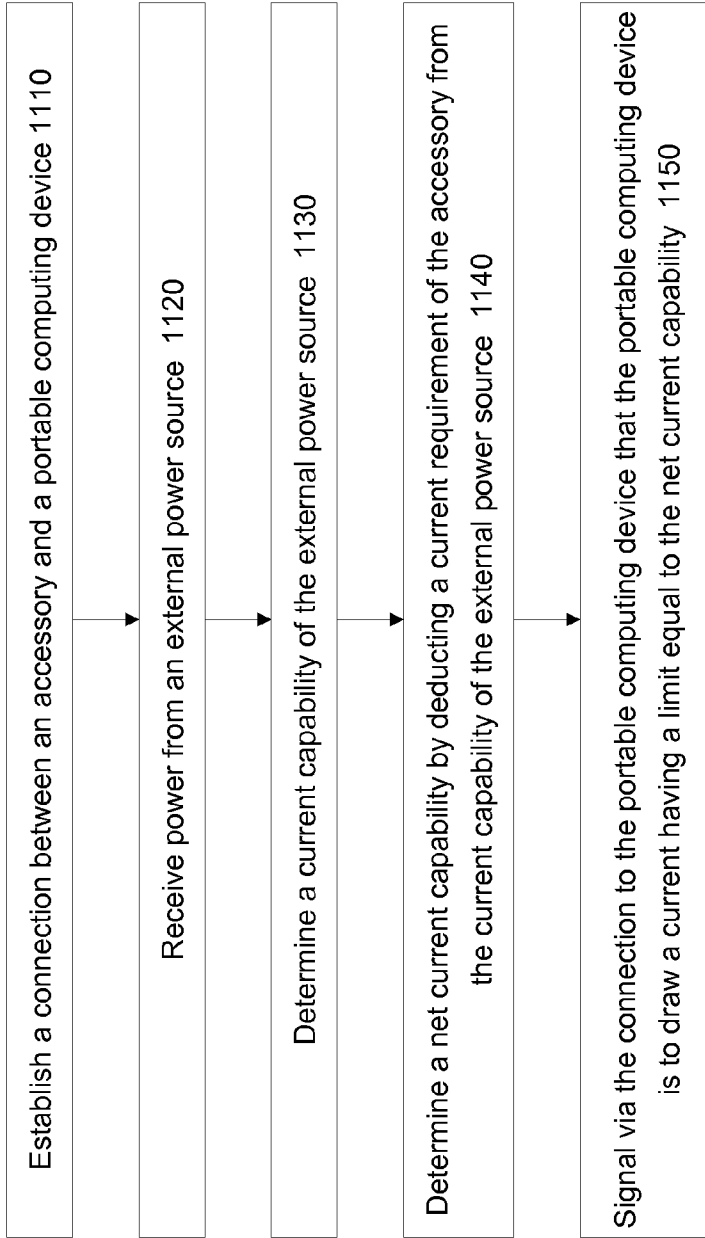 Establish a connection between an accessory and a portable computing device 1110
Receive power from an external power source 1120
Determine a current capability of the external power source 1130
Determine a net current capability by deducting a current requirement of the accessory from
the current capability of the external power source 1140
Signal via the connection to the portable computing device that the portable computing device
is to draw a current having a limit equal to the net current capability 1150